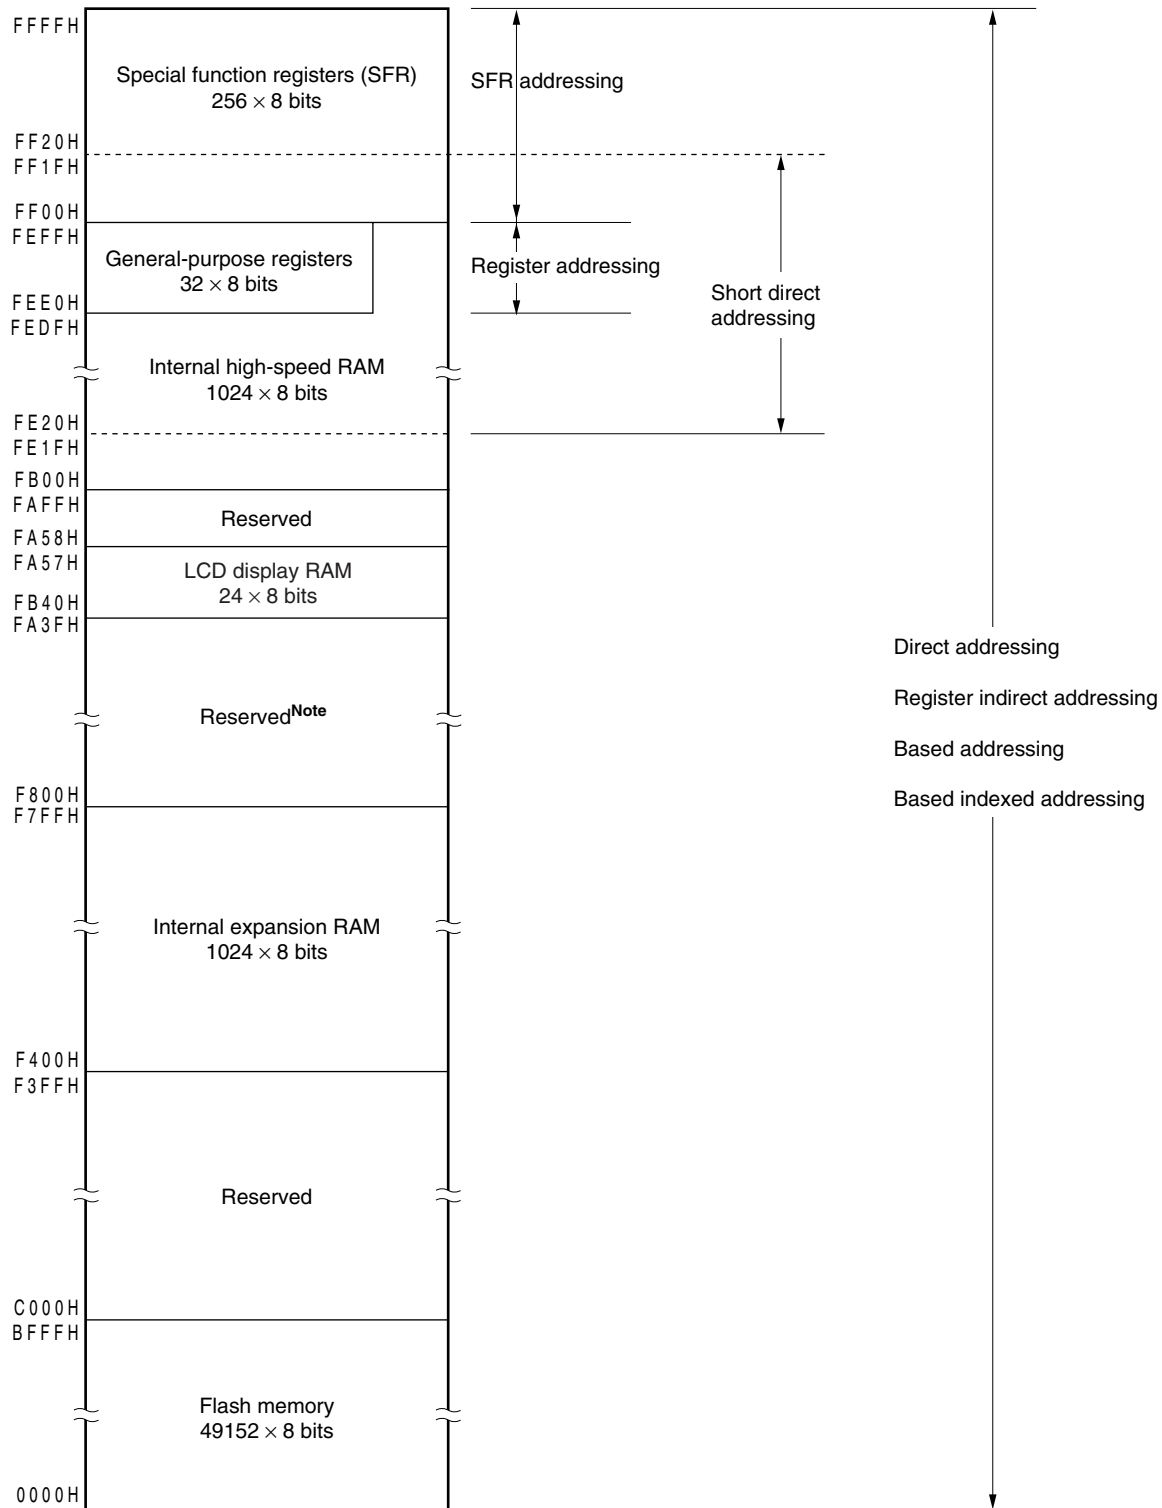 FFFFH
Special function registers (SFR)
256 × 8 bits
SFR addressing
FF20H
FF1FH
FF00H
FEFFH
General-purpose registers
32 × 8 bits
Register addressing
Short direct
addressing
FEE0H
FEDFH
Internal high-speed RAM
1024 × 8 bits
FE20H
FE1FH
FB00H
FAFFH
Reserved
FA58H
FA57H
LCD display RAM
24 × 8 bits
FB40H
FA3FH
Direct addressing
Register indirect addressing
Based addressing
Based indexed addressing
ReservedNote
F800H
F7FFH
Internal expansion RAM
1024 × 8 bits
F400H
F3FFH
Reserved
C000H
BFFFH
Flash memory
49152 × 8 bits
0000H